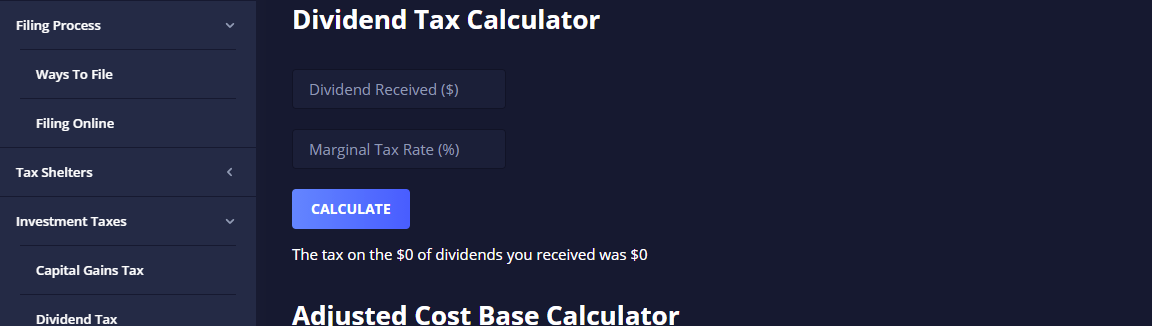 Filing Process
Ways To File
Filing Online
Tax Shelters
Investment Taxes
Capital Gains Tax
Dividend Tax
Dividend Tax Calculator
Dividend Received ($)
Marginal Tax Rate (%)
CALCULATE
The tax on the $0 of dividends you received was $0
Adjusted Cost Base Calculator